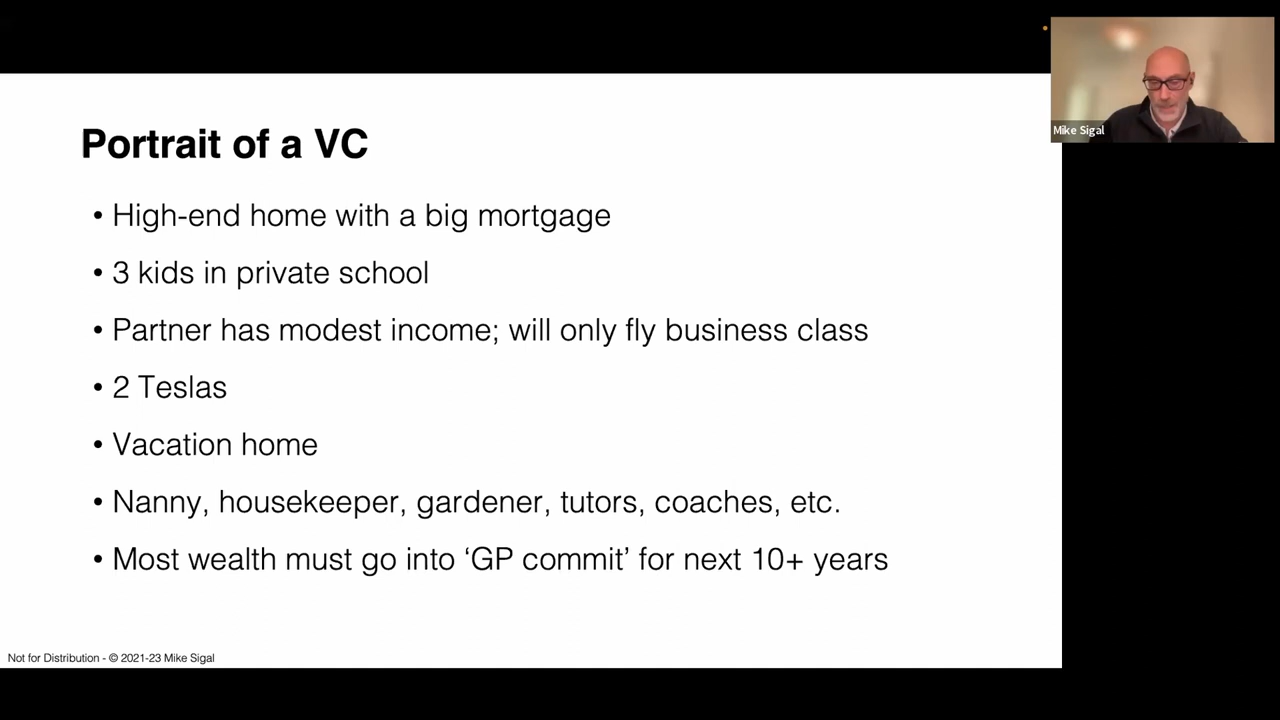 Portrait of a VC
• High-end home with a big mortgage
• 3 kids in private school
• Partner has modest income; will only fly business class
• 2 Teslas
• Vacation home
• Nanny, housekeeper, gardener, tutors, coaches, etc.
• Most wealth must go into ‘GP commit’ for next 10+ years
Not for Distribution - © 2021-23 Mike Sigal
Mike Sigal